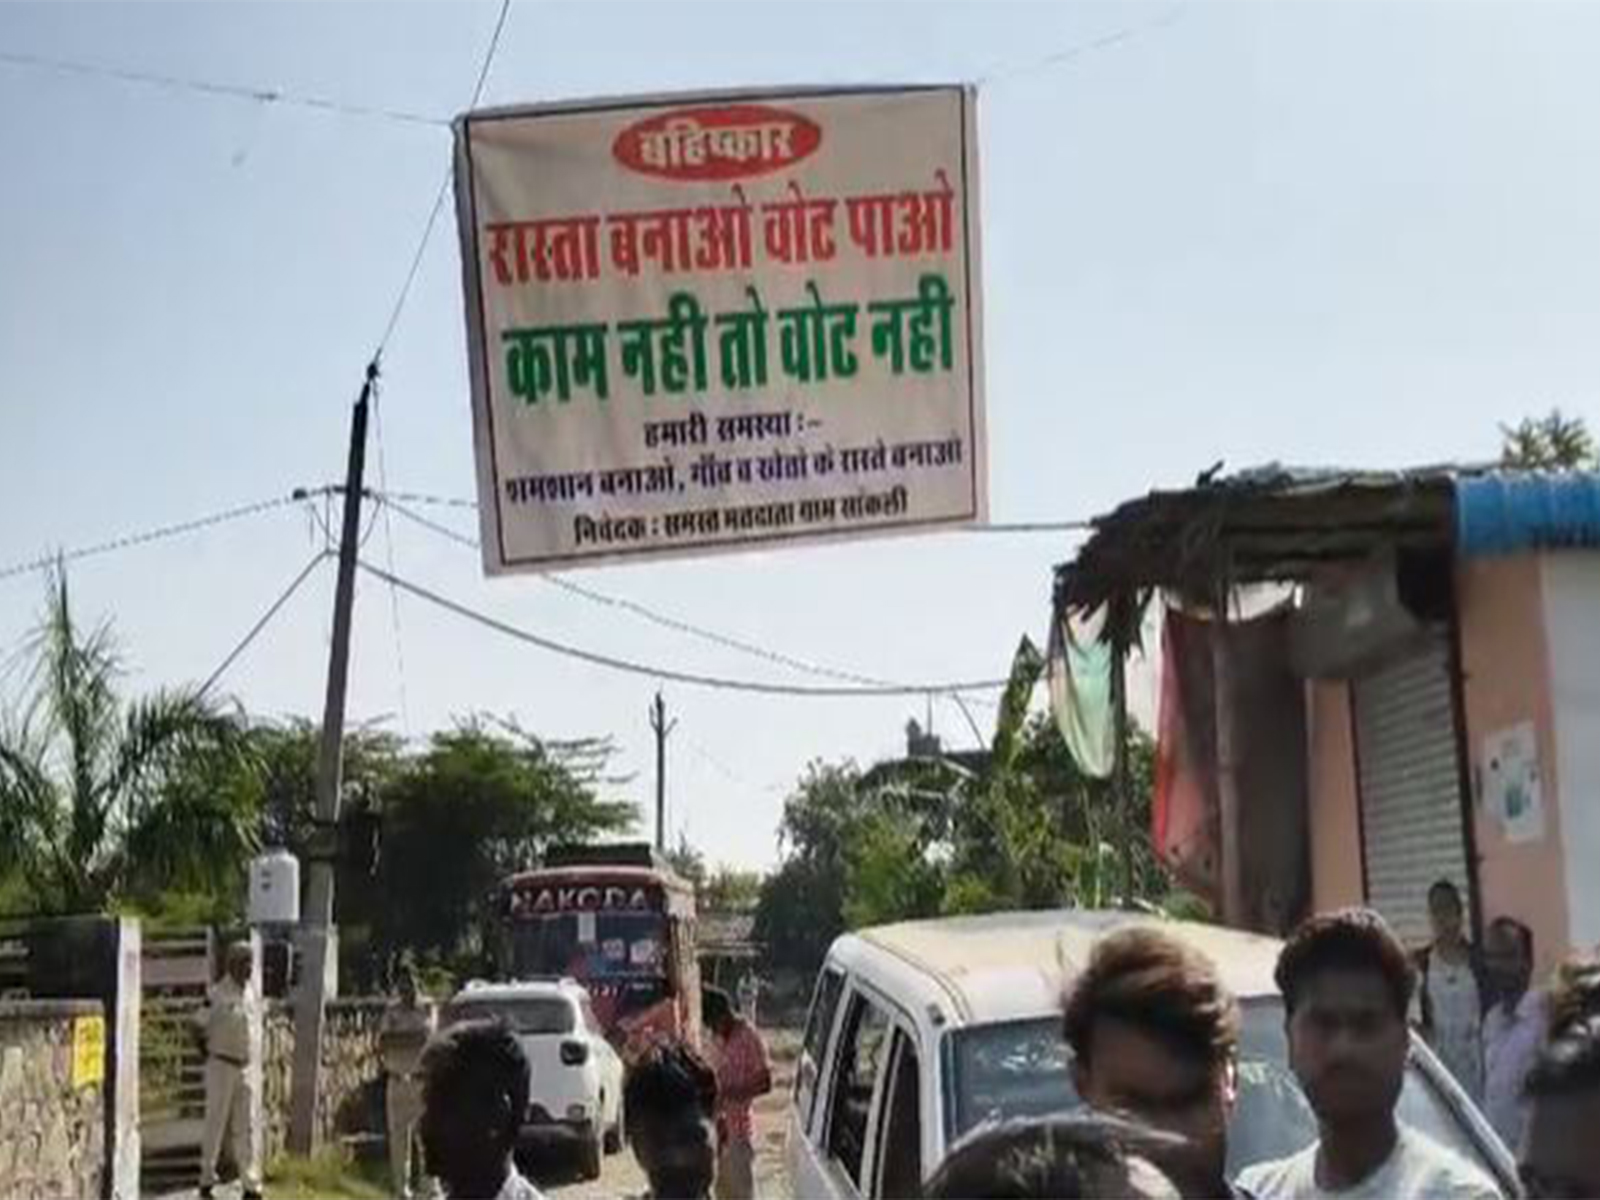 बहिष्कार
रास्ता बनाओ वोट पाओ
काम नही तो वोट नही
हमारी समस्या :-
शमशान बनाओ, गाँव व खेतो के रास्ते बनाओ
निवेदक : समस्त मतदाता ग्राम सांकली
NAKODA